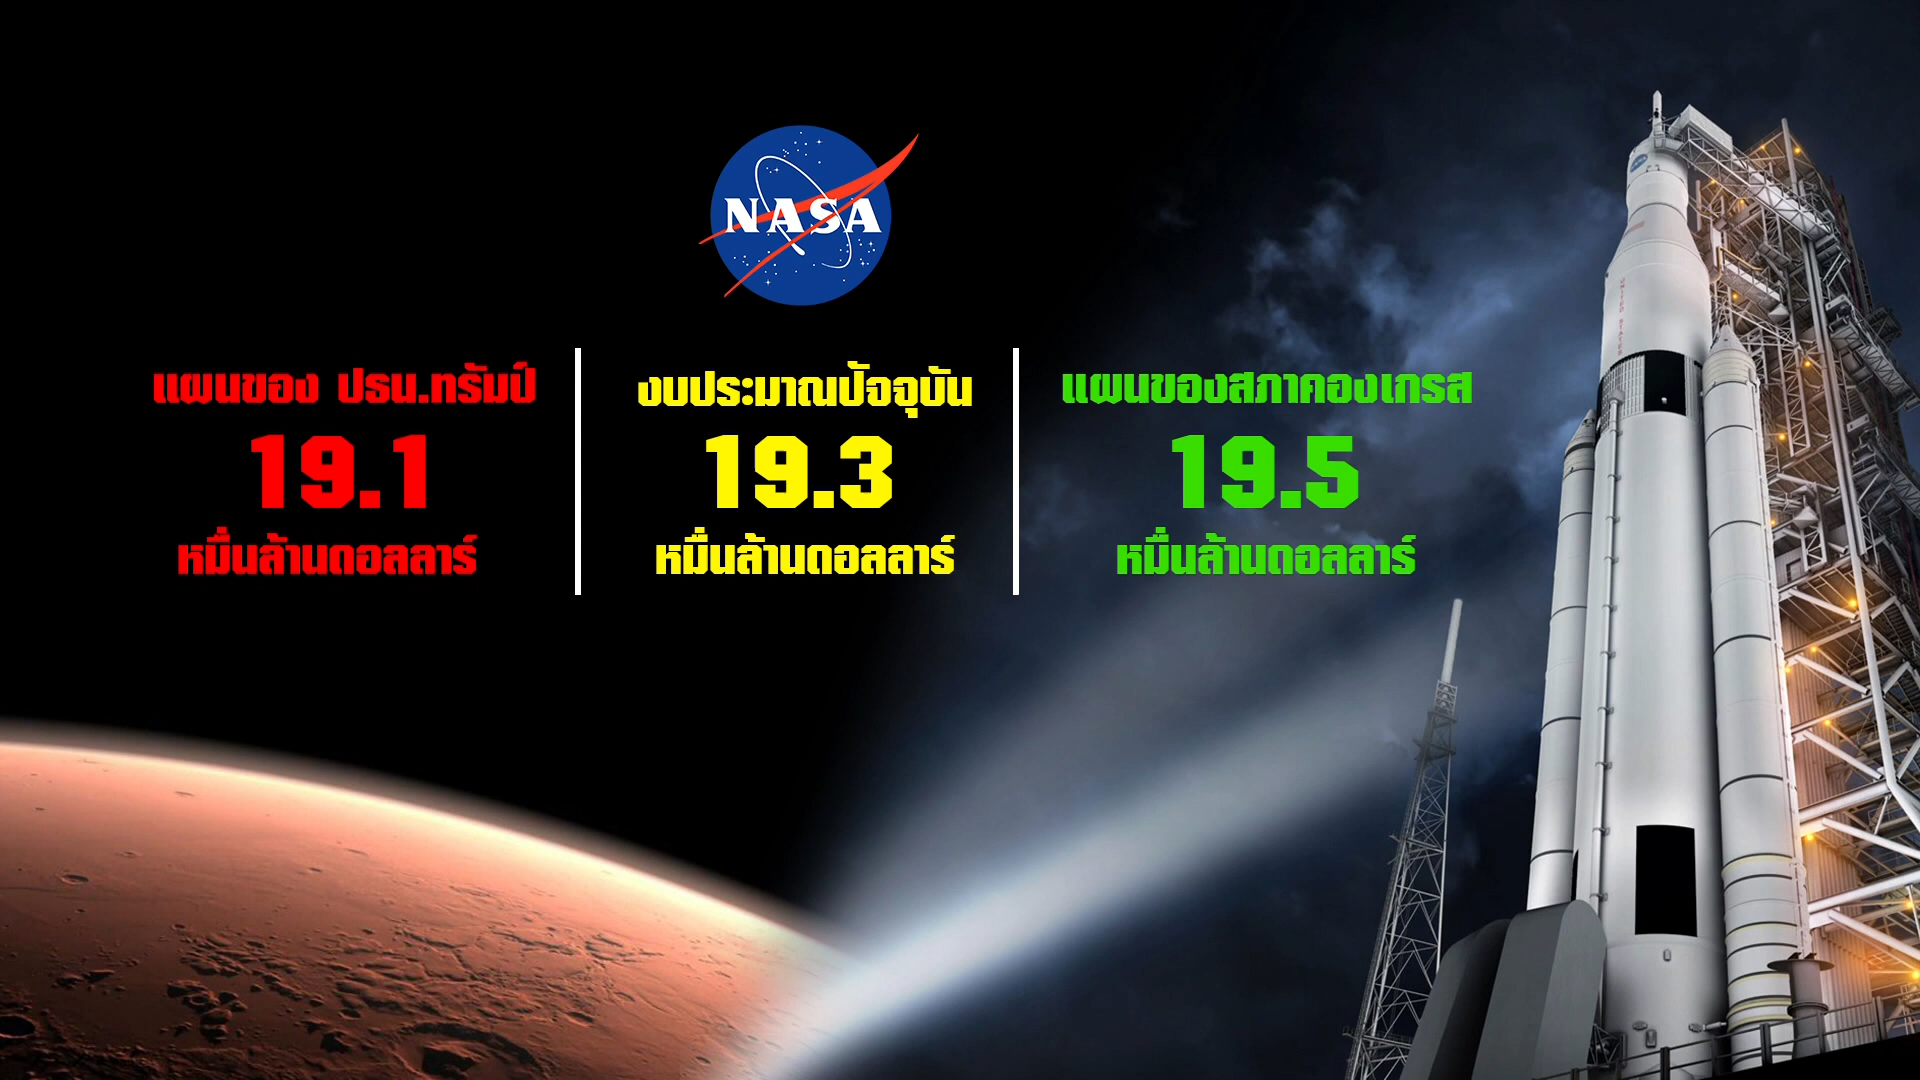 NASA
แผนของ ปธน.ทรัมป์
19.1
หมื่นล้านดอลลาร์
งบประมาณปัจจุบัน
19.3
หมื่นล้านดอลลาร์
แผนของสภาคองเกรส
19.5
หมื่นล้านดอลลาร์
UNITED STATES